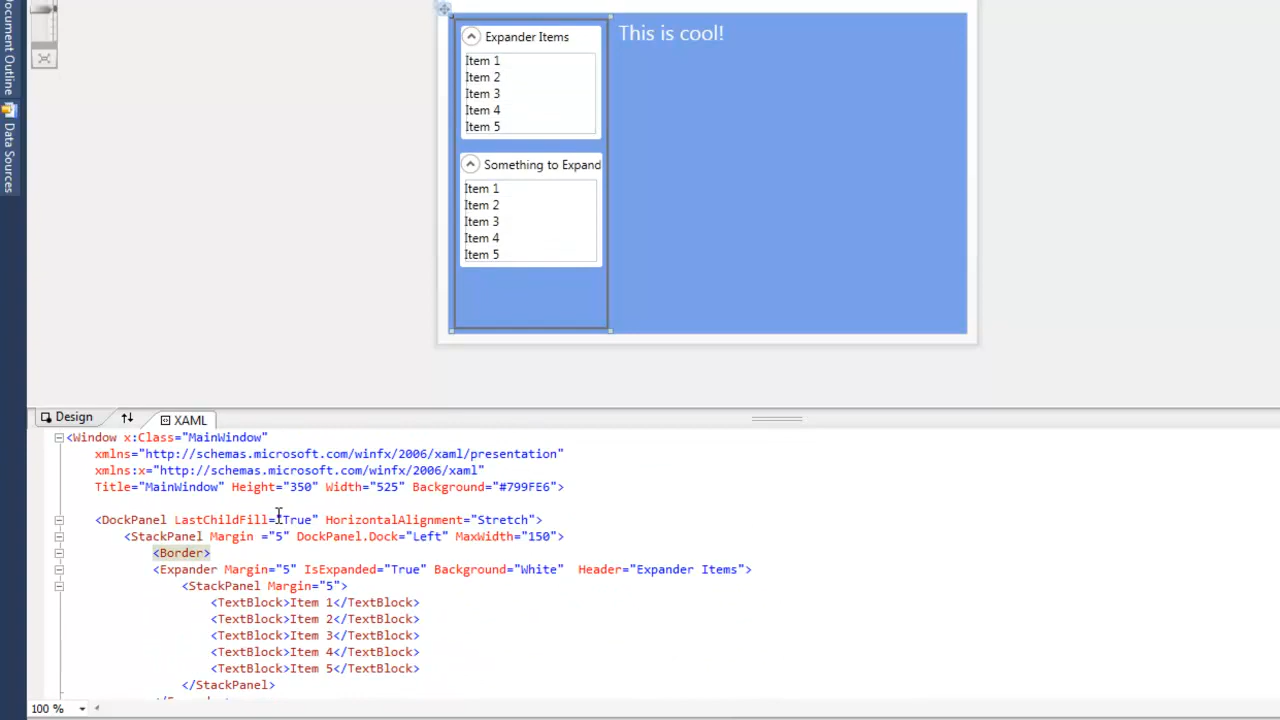 Document Outline
Data Sources
Expander Items
Item 1
Item 2
Item 3
Item 4
Item 5
Something to Expand
Item 1
Item 2
Item 3
Item 4
Item 5
This is cool!
Design
XAML
<Window x:Class="MainWindow"
xmlns="http://schemas.microsoft.com/winfx/2006/xaml/presentation"
xmlns:x="http://schemas.microsoft.com/winfx/2006/xaml"
Title="MainWindow" Height="350" Width="525" Background="#799FE6">
<DockPanel LastChildFill="True" HorizontalAlignment="Stretch">
<StackPanel Margin ="5" DockPanel.Dock="Left" MaxWidth="150">
<Border>
<Expander Margin="5" IsExpanded="True" Background="White"  Header="Expander Items">
<StackPanel Margin="5">
<TextBlock>Item 1</TextBlock>
<TextBlock>Item 2</TextBlock>
<TextBlock>Item 3</TextBlock>
<TextBlock>Item 4</TextBlock>
<TextBlock>Item 5</TextBlock>
</StackPanel>
100 %